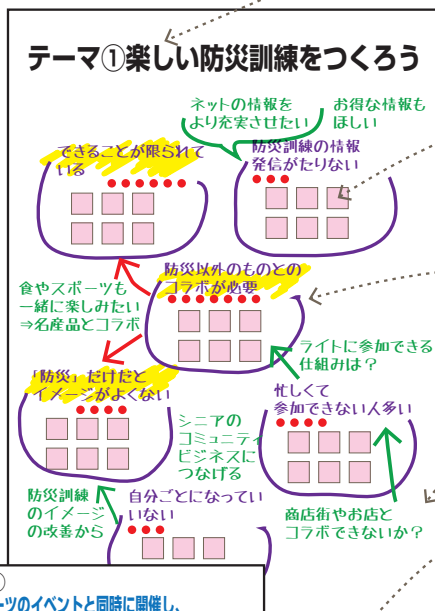 テーマ①楽しい防災訓練をつくろう
ネットの情報を
より充実させたい
お得な情報も
ほしい
できることが限られて
いる
防災訓練の情報
発信がたりない
防災以外のものとの
コラボが必要
食やスポーツも
一緒に楽しみたい
⇒名産品とコラボ
ライトに参加できる
仕組みは？
「防災」だけだと
イメージがよくない
忙しくて
参加できない人多い
シニアの
コミュニティ
ビジネスに
つなげる
防災訓練
のイメージ
の改善から
自分ごとになってい
いない
商店街やお店と
コラボできないか？
ーツのイベントと同時に開催し、